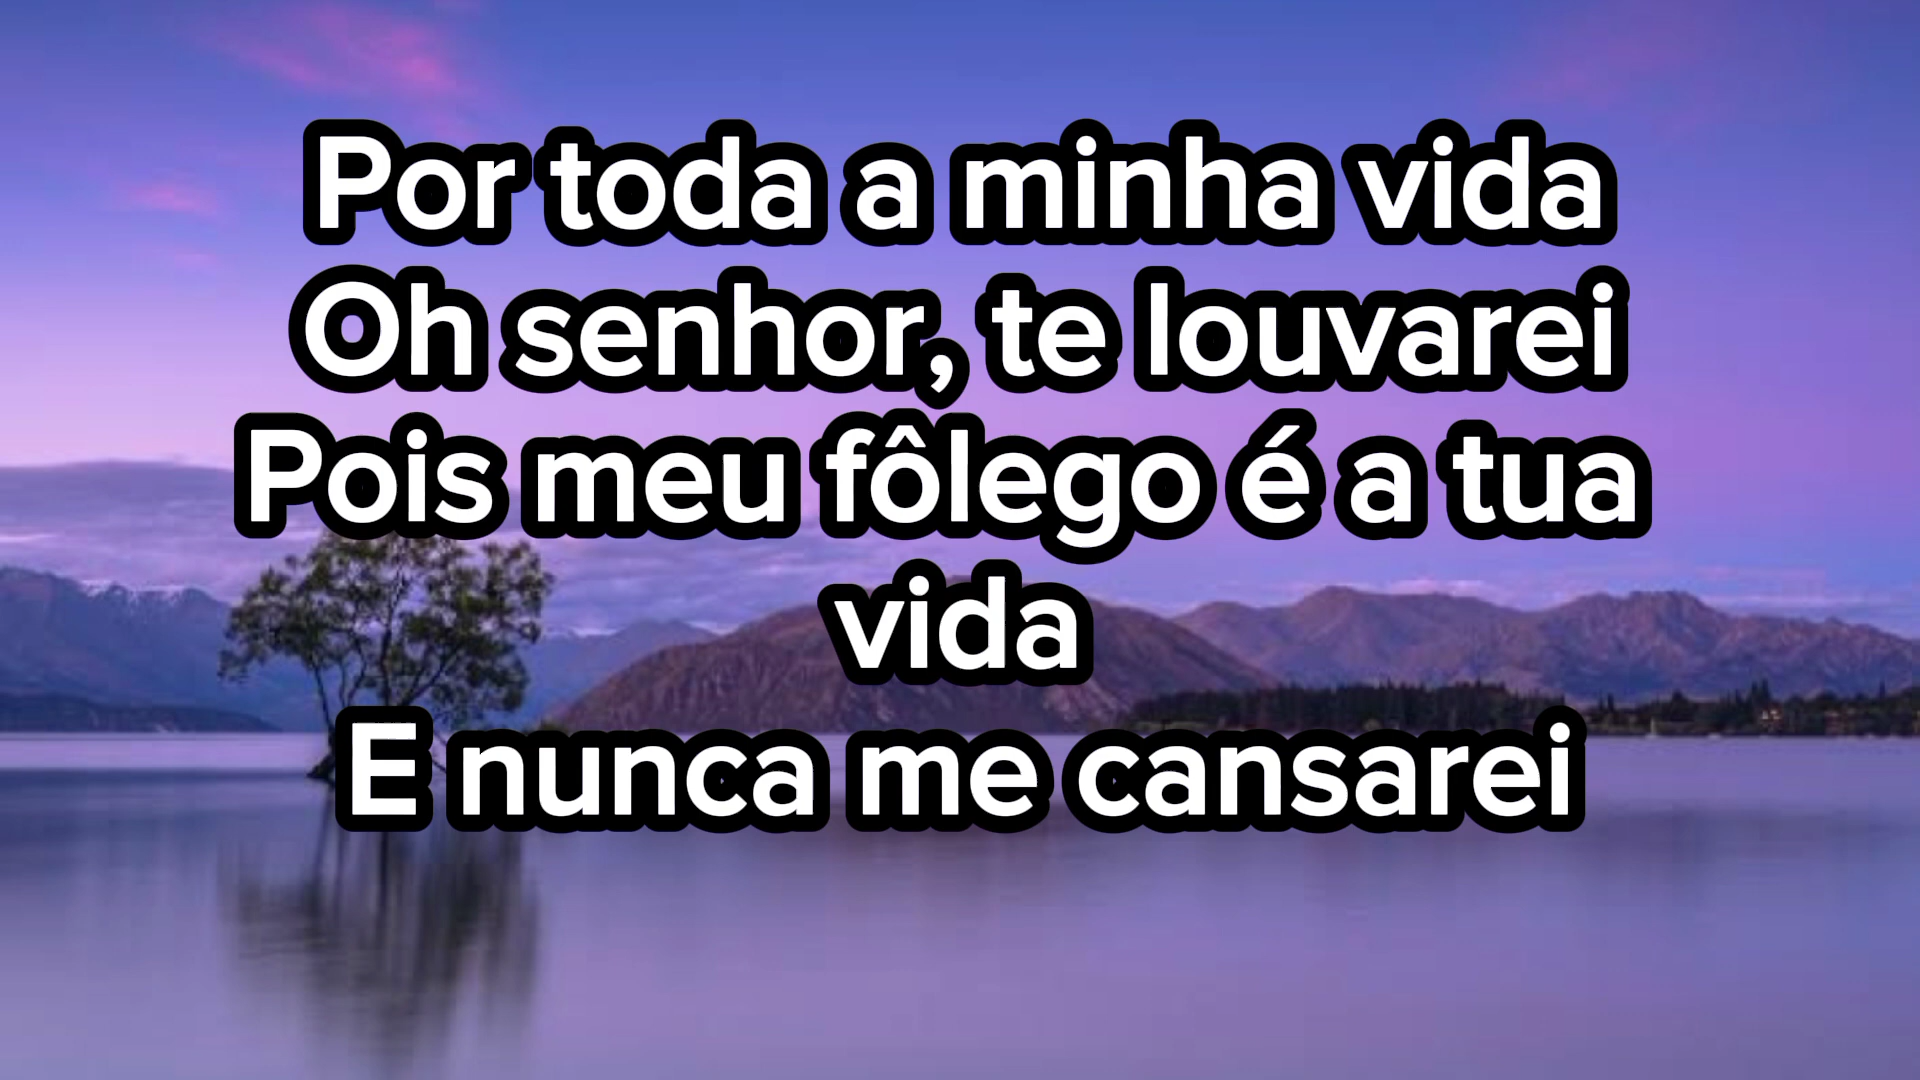 Por toda a minha vida
Oh senhor, te louvarei
Pois meu fôlego é a tua
vida
E nunca me cansarei